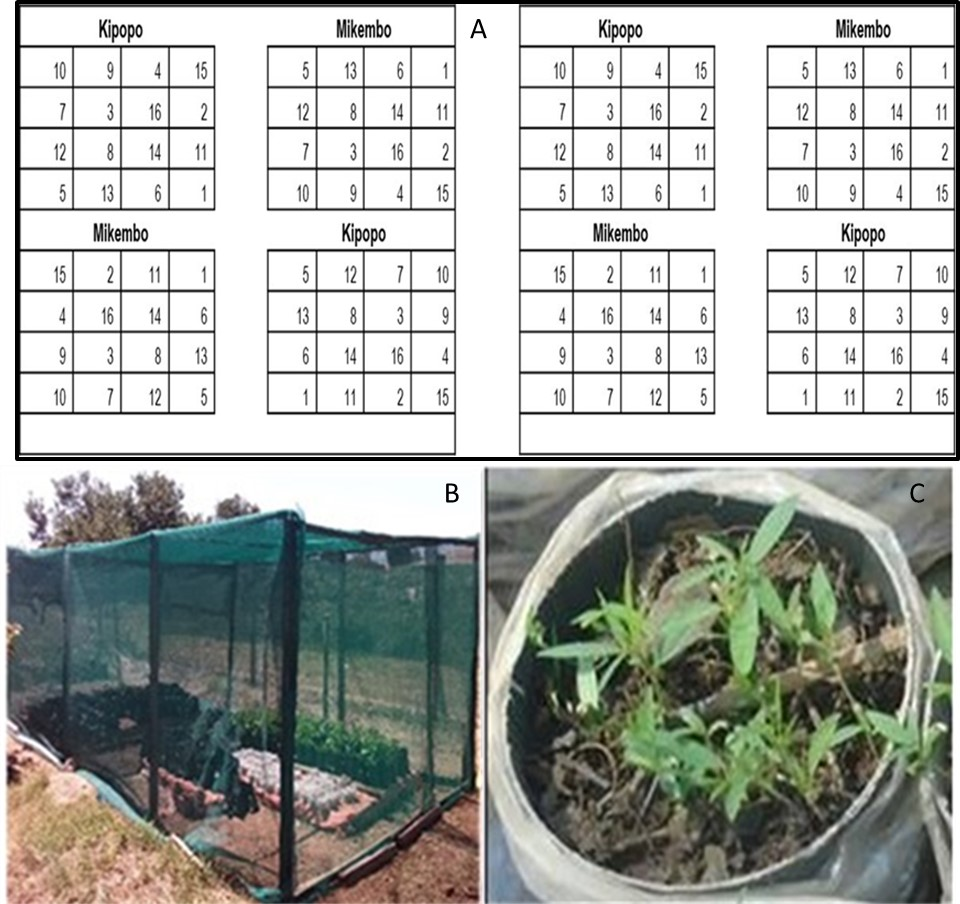 Kipopo Mikembo A Kipopo Mikembo
10 9 4 15 5 13 6 1 10 9 4 15 5 13 6 1
7 3 16 2 12 8 14 11 7 3 16 2 12 8 14 11
12 8 14 11 7 3 16 2 12 8 14 11 7 3 16 2
5 13 6 1 10 9 4 15 5 13 6 1 10 9 4 15
Mikembo Kipopo Mikembo Kipopo
15 2 11 1 5 12 7 10 15 2 11 1 5 12 7 10
4 16 14 6 13 8 3 9 4 16 14 6 13 8 3 9
9 3 8 13 6 14 16 4 9 3 8 13 6 14 16 4
10 7 12 5 1 11 2 15 10 7 12 5 1 11 2 15
B C